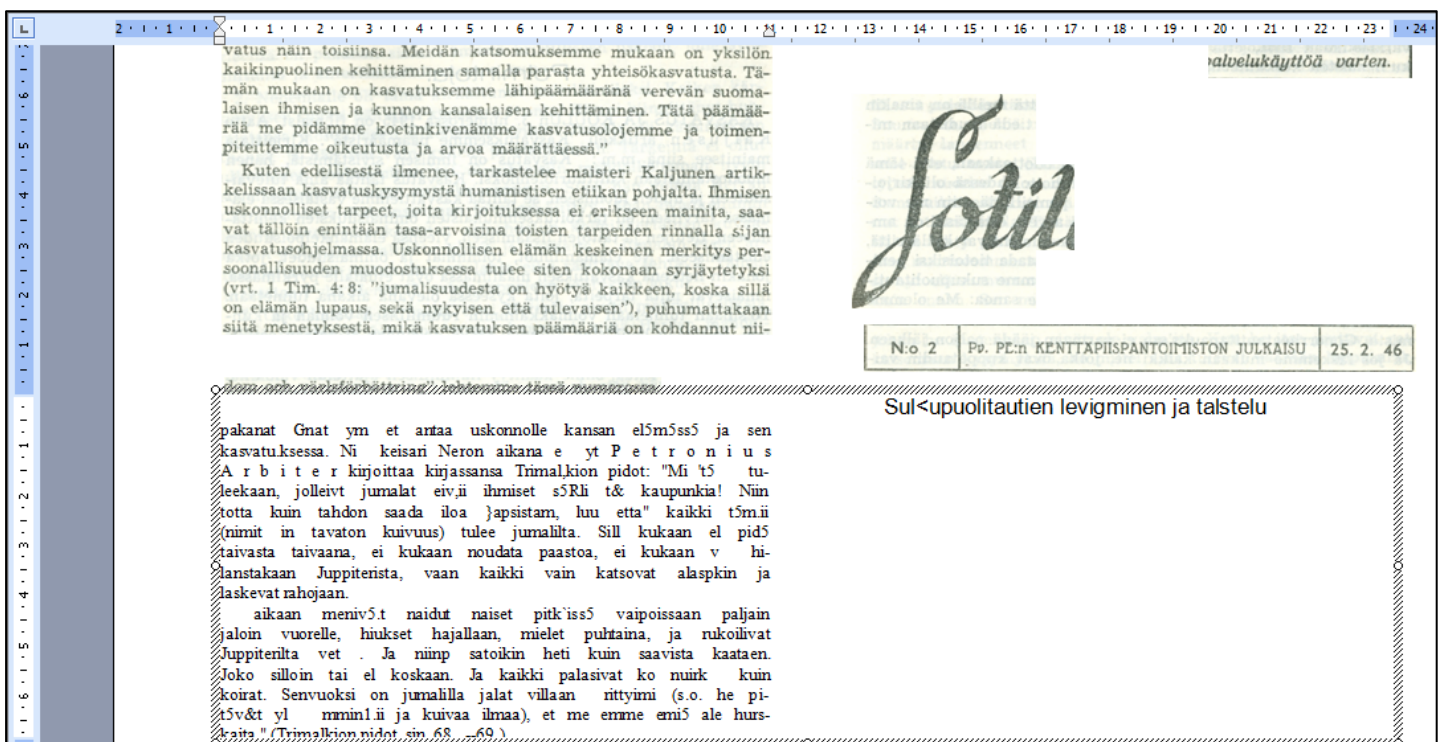 vatus näin toisiinsa. Meidän katsomuksemme mukaan on yksilön
kaikinpuolinen kehittäminen samalla parasta yhteisökasvatusta. Tä-
män mukaan on kasvatuksemme lähipäämääränä verevän suoma-
laisen ihmisen ja kunnon kansalaisen kehittäminen. Tätä päämää-
rää me pidämme koetinkivenämme kasvatusolojemme ja toimen-
piteittemme oikeutusta ja arvoa määrättäessä.”
Kuten edellisestä ilmenee, tarkastelee maisteri Kaljunen artik-
kelissaan kasvatuskysymystä humanistisen etiikan pohjalta. Ihmisen
uskonnolliset tarpeet, joita kirjoituksessa ei erikseen mainita, saa-
vat tällöin enintään tasa-arvoisina toisten tarpeiden rinnalla sijan
kasvatusohjelmassa. Uskonnollisen elämän keskeinen merkitys per-
soonallisuuden muodostuksessa tulee siten kokonaan syrjäytetyksi
(vrt. 1 Tim. 4: 8: ”jumalisuudesta on hyötyä kaikkeen, koska sillä
on elämän lupaus, sekä nykyisen että tulevaisen”), puhumattakaan
siitä menetyksestä, mikä kasvatuksen päämääriä on kohdannut nii-
palvelukäyttöä varten.
Sotil
N:o 2 Pv. PE:n KENTTÄPIISPANTOIMISTON JULKAISU 25. 2. 46
Sul<upuolitautien levigminen ja talstelu
pakanat Gnat ym et antaa uskonnolle kansan el5m5ss5 ja sen
kasvatu.ksessa. Ni keisari Neron aikana e yt P e t r o n i u s
A r b i t e r kirjoittaa kirjassansa Trimal,kion pidot: "Mi 't5 tu-
leekaan, jolleivt jumalat eiv,ii ihmiset s5Rli t& kaupunkia! Niin
totta kuin tahdon saada iloa }apsistam, luu etta" kaikki t5m.ii
(nimit in tavaton kuivuus) tulee jumalilta. Sill kukaan el pid5
taivasta taivaana, ei kukaan noudata paastoa, ei kukaan v hi-
lanstakaan Juppiterista, vaan kaikki vain katsovat alaspkin ja
laskevat rahojaan.
aikaan meniv5.t naidut naiset pitk`iss5 vaipoissaan paljain
jaloin vuorelle, hiukset hajallaan, mielet puhtaina, ja rukoilivat
Juppiterilta vet . Ja niinp satoikin heti kuin saavista kaataen.
Joko silloin tai el koskaan. Ja kaikki palasivat ko nuirk kuin
koirat. Senvuoksi on jumalilla jalat villaan rittyimi (s.o. he pi-
t5v&t yl mmin1.ii ja kuivaa ilmaa), et me emme emi5 ale hurs-
kaita." (Trimalkion pidot, sin. 68 --69.)